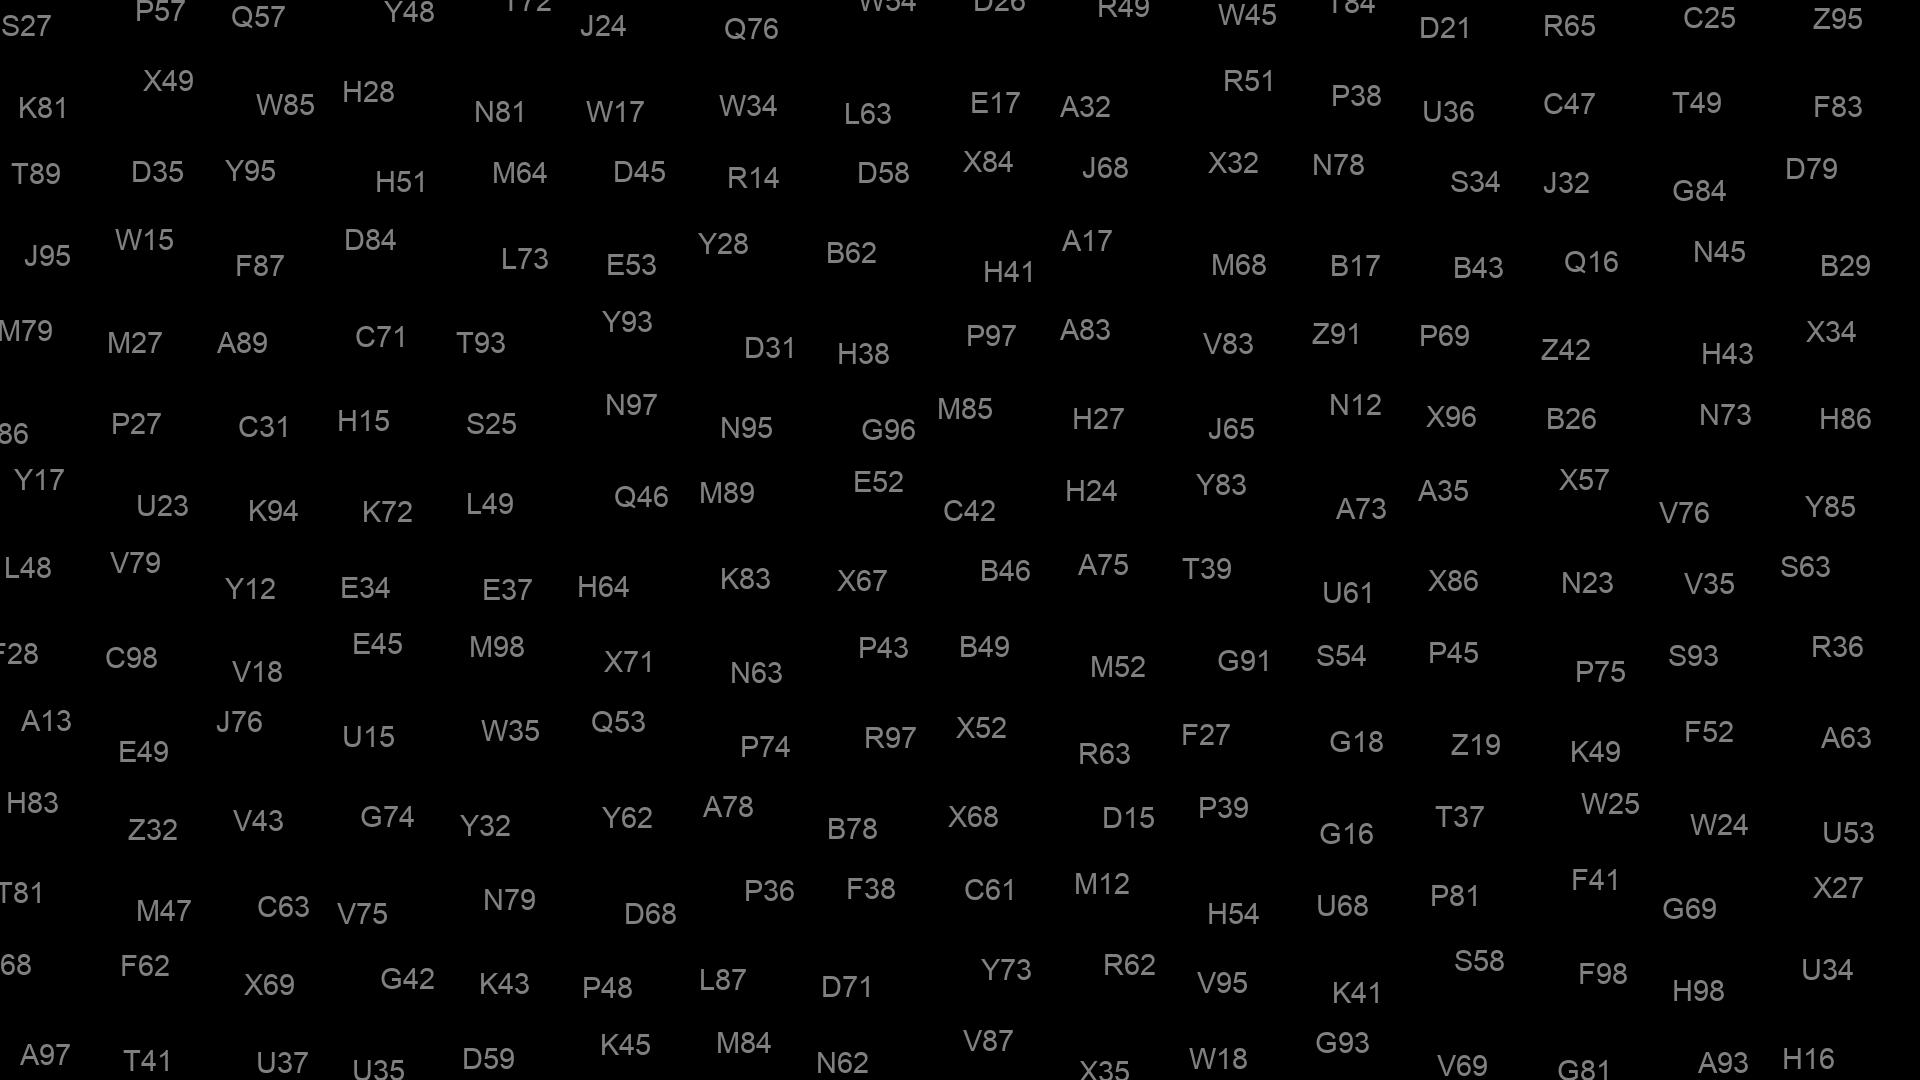 S27 P57 Q57 Y48 T72 J24 Q76 W54 D26 R49 W45 T84 D21 R65 C25 Z95
K81 X49 W85 H28 N81 W17 W34 L63 E17 A32 R51 P38 U36 C47 T49 F83
T89 D35 Y95 H51 M64 D45 R14 D58 X84 J68 X32 N78 S34 J32 G84 D79
J95 W15 F87 D84 L73 E53 Y28 B62 H41 A17 M68 B17 B43 Q16 N45 B29
M79 M27 A89 C71 T93 Y93 D31 H38 P97 A83 V83 Z91 P69 Z42 H43 X34
86 P27 C31 H15 S25 N97 N95 G96 M85 H27 J65 N12 X96 B26 N73 H86
Y17 U23 K94 K72 L49 Q46 M89 E52 C42 H24 Y83 A73 A35 X57 V76 Y85
L48 V79 Y12 E34 E37 H64 K83 X67 B46 A75 T39 U61 X86 N23 V35 S63
F28 C98 V18 E45 M98 X71 N63 P43 B49 M52 G91 S54 P45 P75 S93 R36
A13 E49 J76 U15 W35 Q53 P74 R97 X52 R63 F27 G18 Z19 K49 F52 A63
H83 Z32 V43 G74 Y32 Y62 A78 B78 X68 D15 P39 G16 T37 W25 W24 U53
T81 M47 C63 V75 N79 D68 P36 F38 C61 M12 H54 U68 P81 F41 G69 X27
68 F62 X69 G42 K43 P48 L87 D71 Y73 R62 V95 K41 S58 F98 H98 U34
A97 T41 U37 U35 D59 K45 M84 N62 V87 X35 W18 G93 V69 G81 A93 H16